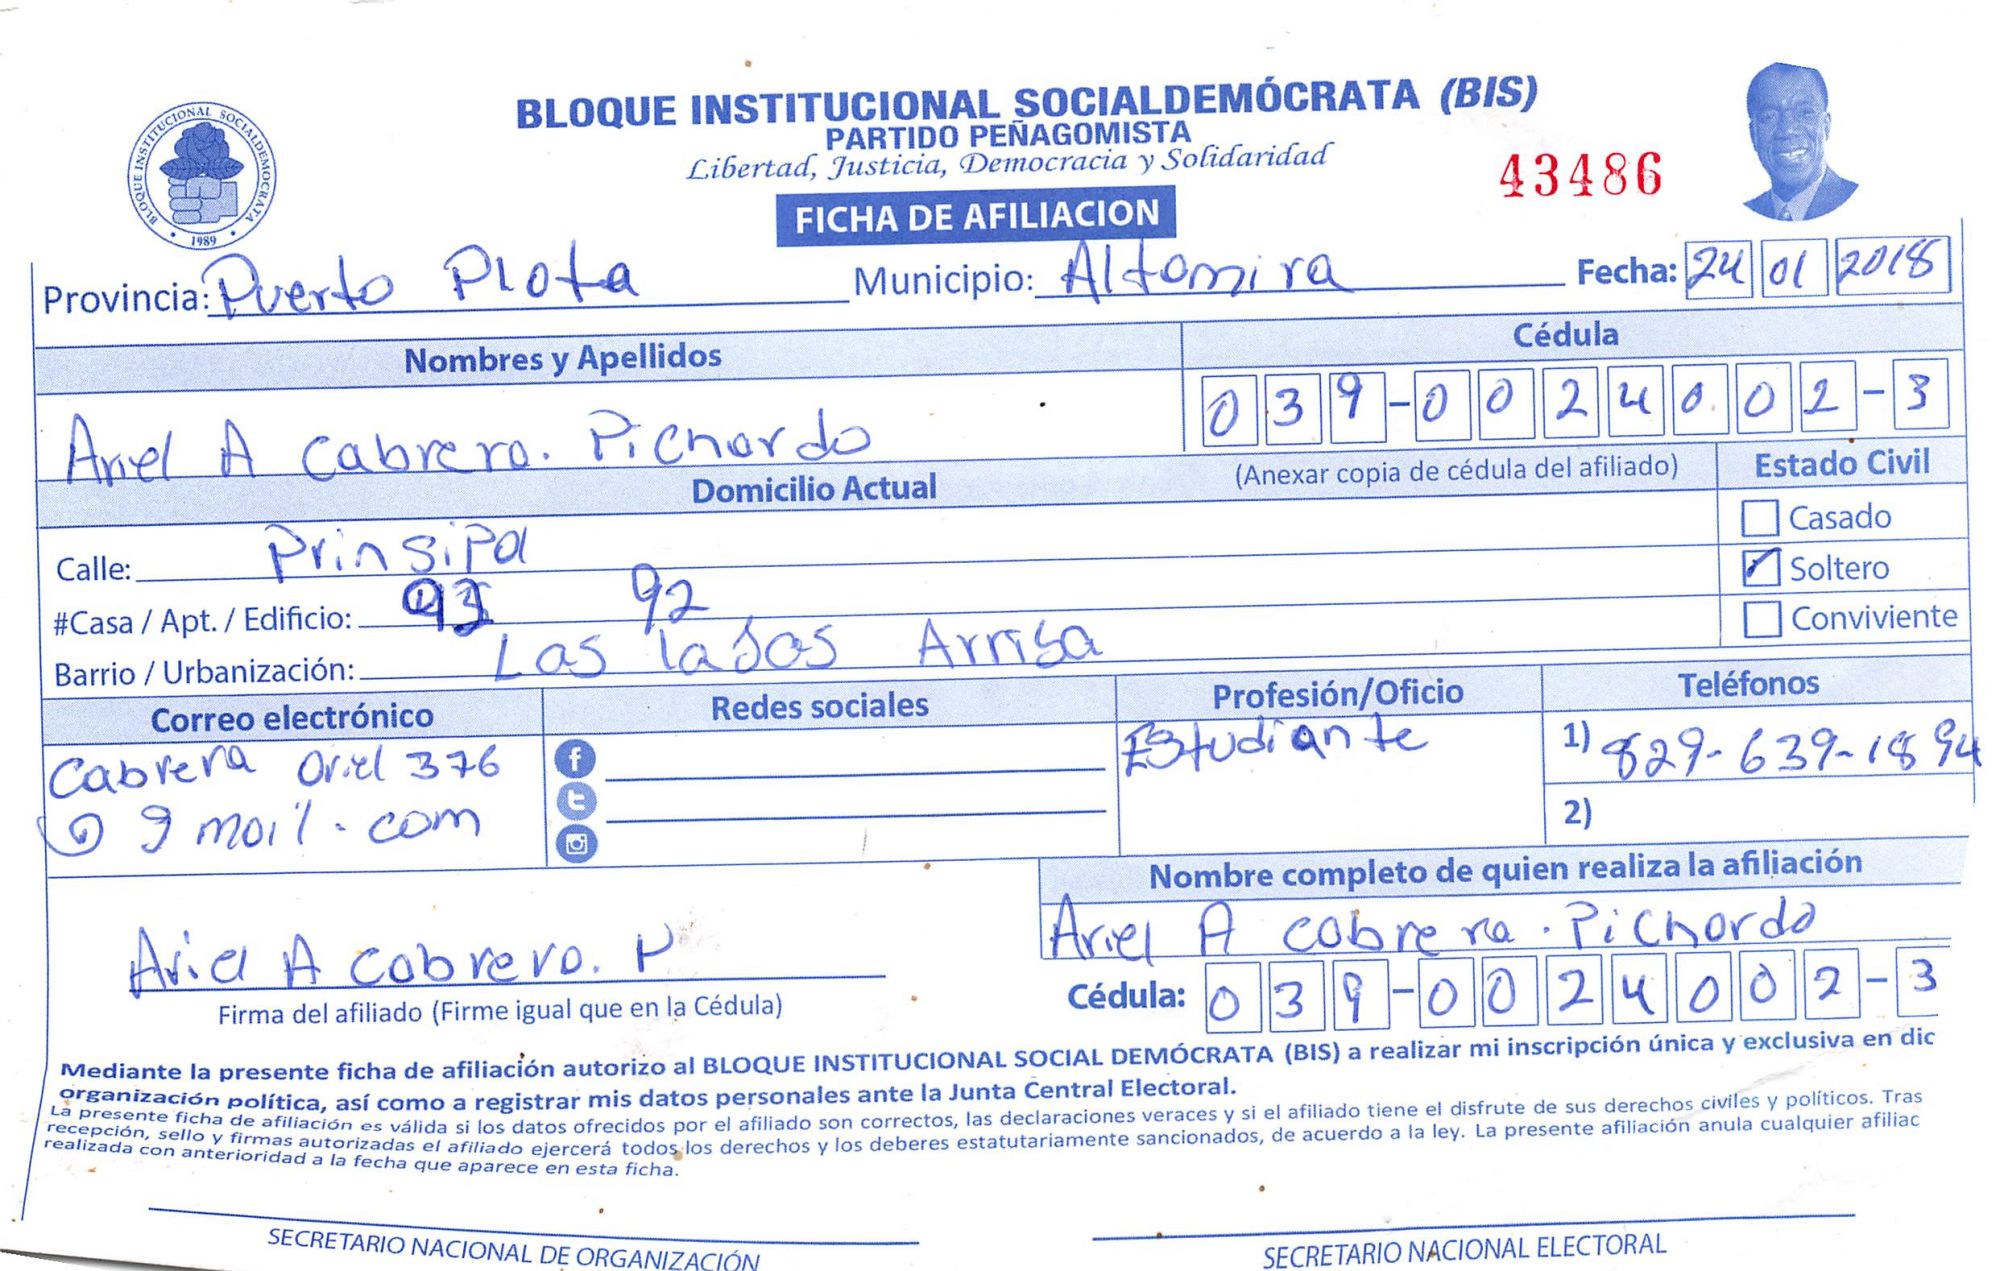 BLOQUE INSTITUCIONAL SOCIALDEMÓCRATA (BIS)
PARTIDO PEÑAGOMISTA
Libertad, Justicia, Democracia y Solidaridad
43486
BLOQUE INSTITUCIONAL SOCIALDEMOCRATA
1989
FICHA DE AFILIACION
Provincia: Puerto Plata Municipio: Altamira Fecha: 24 01 2018
Nombres y Apellidos Cédula
Ariel A Cabrera. Pichardo 039-0024002-3
Domicilio Actual (Anexar copia de cédula del afiliado) Estado Civil
Casado
Calle: Prinsipal Soltero
#Casa / Apt. / Edificio: 92 Conviviente
Barrio / Urbanización: Las Arriba
Correo electrónico Redes sociales Profesión/Oficio Teléfonos
Cabrera ariel 376 Estudiante 1) 829-639-1894
@ gmail.com 2)
Nombre completo de quien realiza la afiliación
Ariel A Cabrera. Pichardo
Ariel A Cabrera. P
Cédula: 039-0024002-3
Firma del afiliado (Firme igual que en la Cédula)
Mediante la presente ficha de afiliación autorizo al BLOQUE INSTITUCIONAL SOCIAL DEMÓCRATA (BIS) a realizar mi inscripción única y exclusiva en dic
organización política, así como a registrar mis datos personales ante la Junta Central Electoral.
La presente ficha de afiliación es válida si los datos ofrecidos por el afiliado son correctos, las declaraciones veraces y si el afiliado tiene el disfrute de sus derechos civiles y políticos. Tras
recepción, sello y firmas autorizadas el afiliado ejercerá todos los derechos y los deberes estatutariamente sancionados, de acuerdo a la ley. La presente afiliación anula cualquier afiliac
realizada con anterioridad a la fecha que aparece en esta ficha.
SECRETARIO NACIONAL DE ORGANIZACIÓN SECRETARIO NACIONAL ELECTORAL